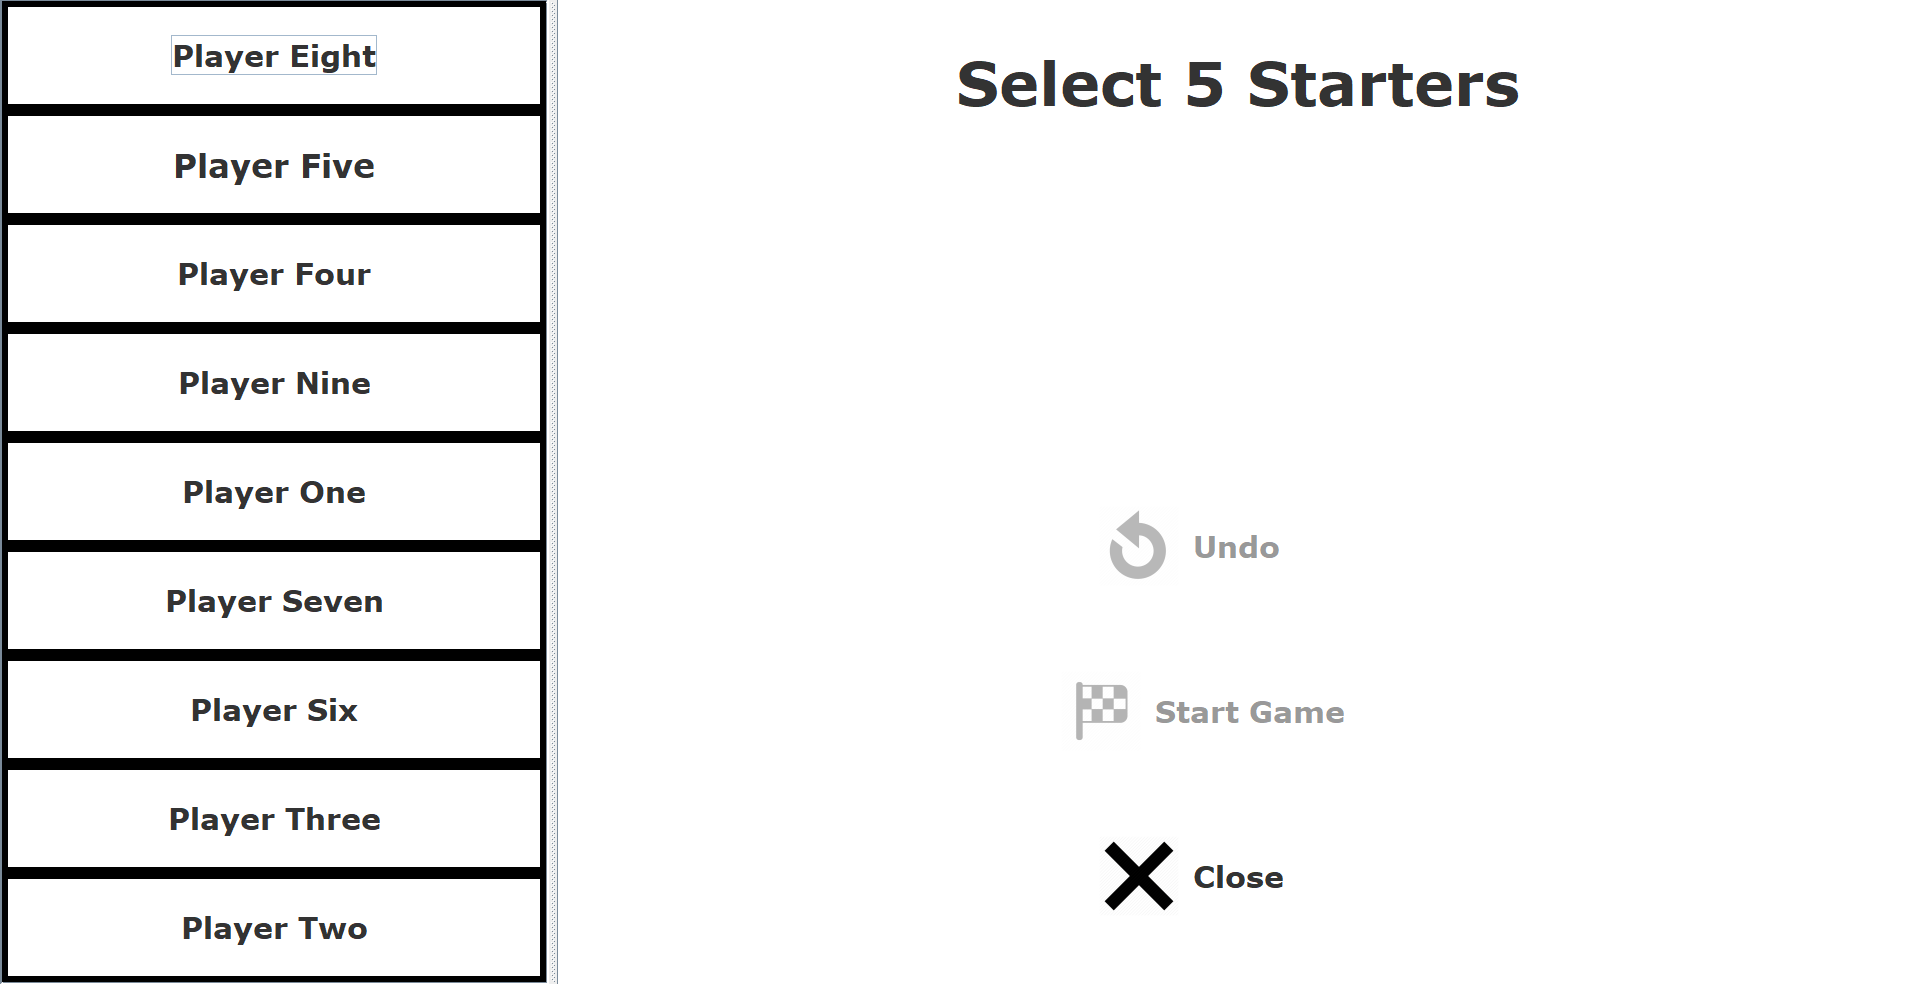 Player Eight
Player Five
Player Four
Player Nine
Player One
Player Seven
Player Six
Player Three
Player Two
Select 5 Starters
Undo
Start Game
Close